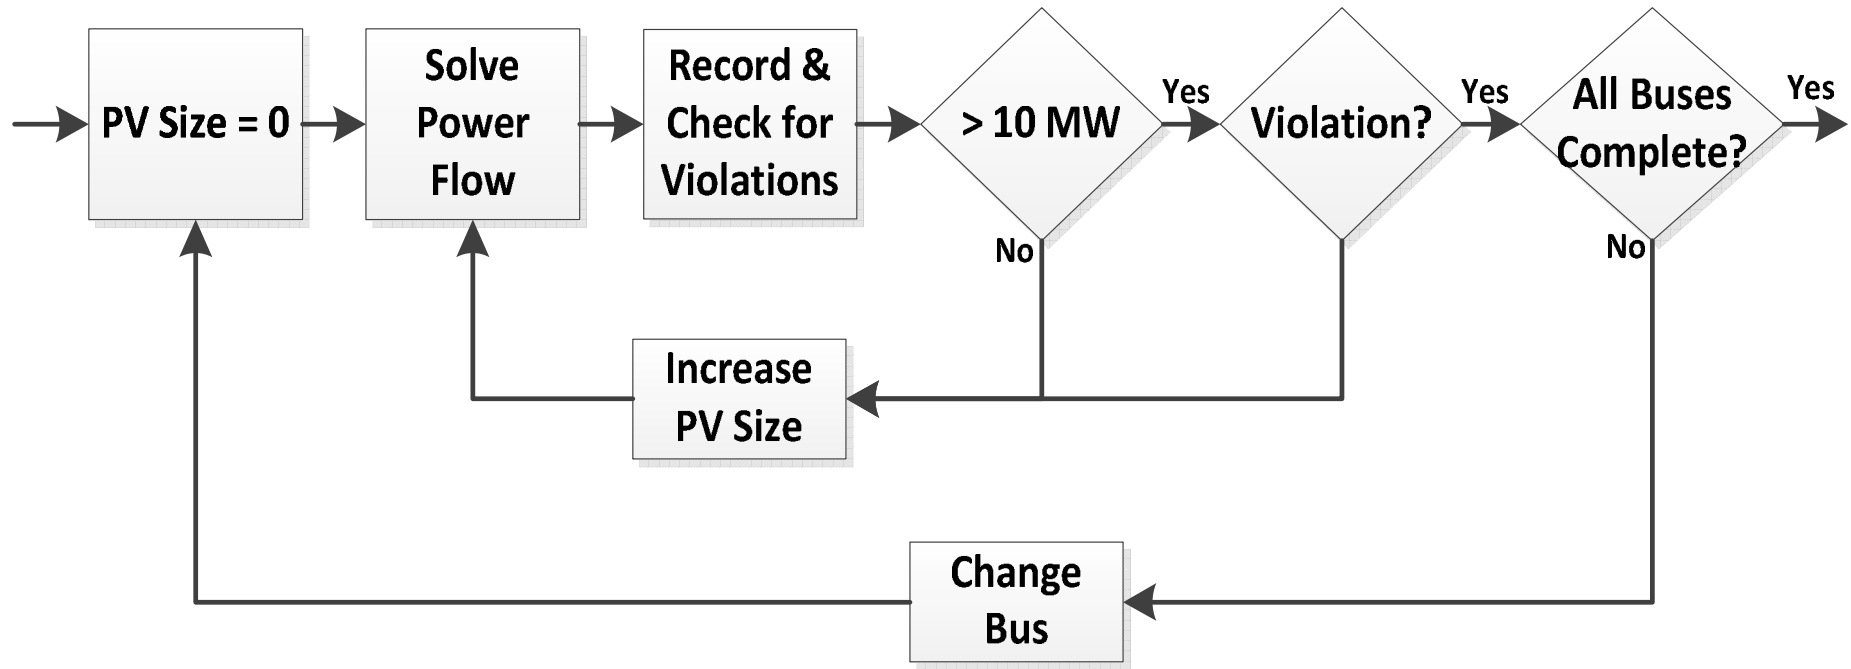 PV Size = 0
Solve
Power
Flow
Record &
Check for
Violations
> 10 MW
Yes
No
Violation?
Yes
All Buses
Complete?
Yes
No
Increase
PV Size
Change
Bus